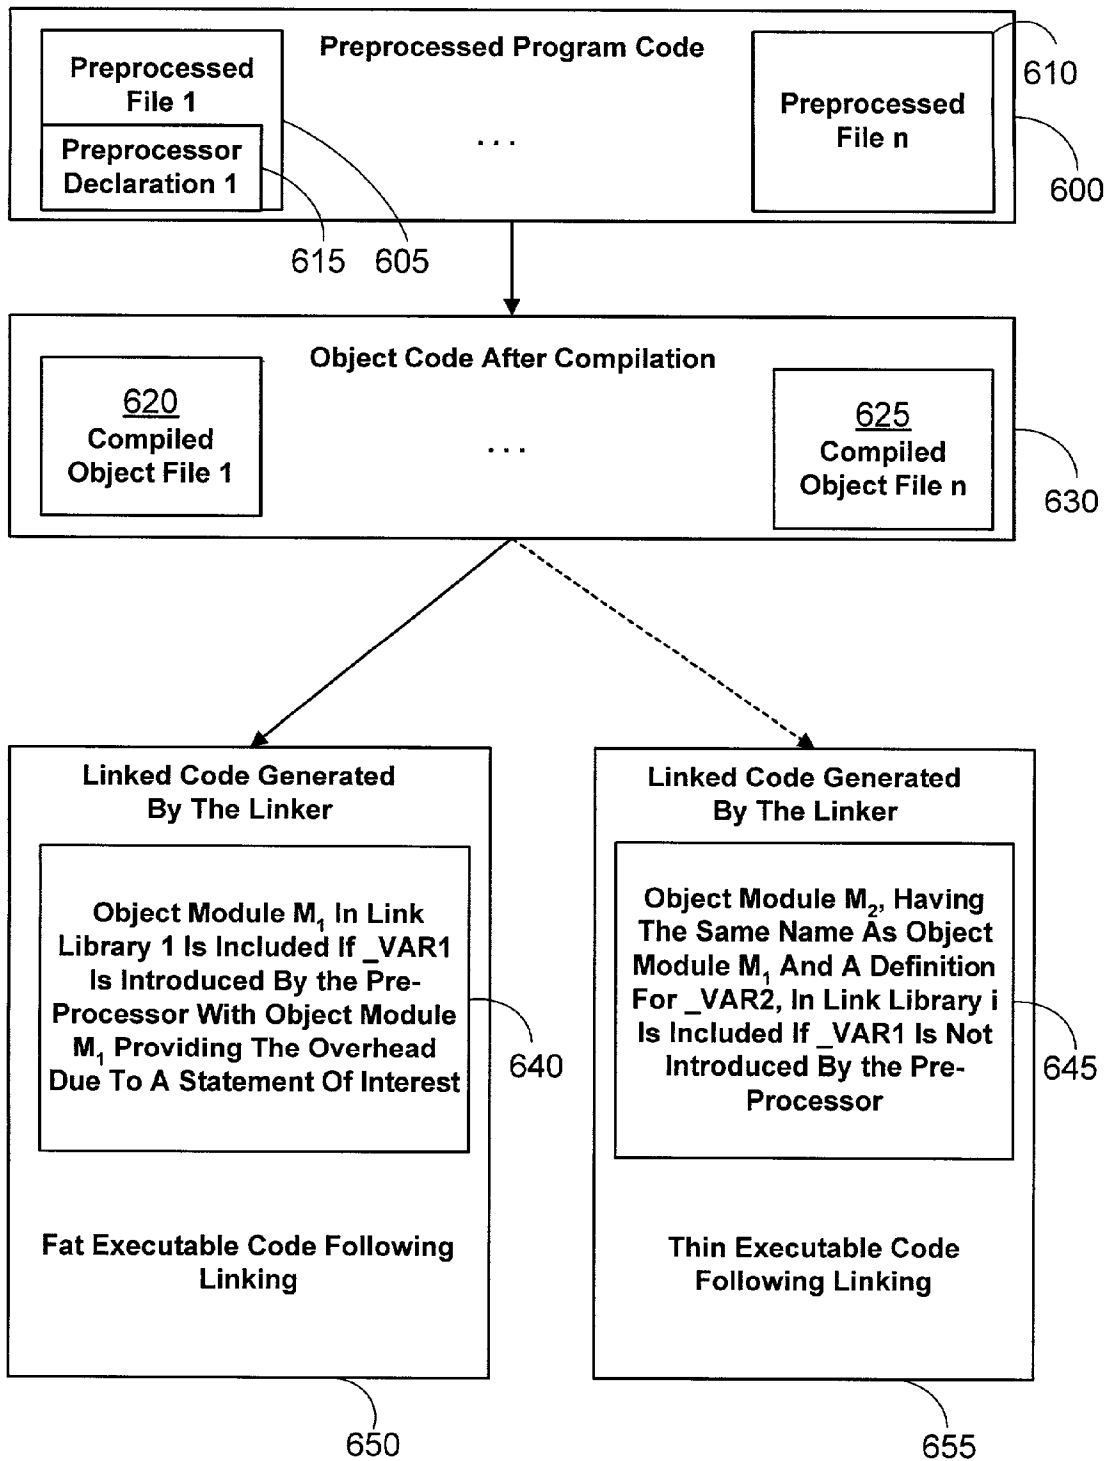 Preprocessed Program Code
Preprocessed
File 1
Preprocessor
Declaration 1
. . .
Preprocessed
File n
610
600
615
605
Object Code After Compilation
620
Compiled
Object File 1
. . .
625
Compiled
Object File n
630
Linked Code Generated
By The Linker
Object Module M1 In Link
Library 1 Is Included If _VAR1
Is Introduced By the Pre-
Processor With Object Module
M1 Providing The Overhead
Due To A Statement Of Interest
640
Fat Executable Code Following
Linking
650
Linked Code Generated
By The Linker
Object Module M2, Having
The Same Name As Object
Module M1 And A Definition
For _VAR2, In Link Library i
Is Included If _VAR1 Is Not
Introduced By the Pre-
Processor
645
Thin Executable Code
Following Linking
655